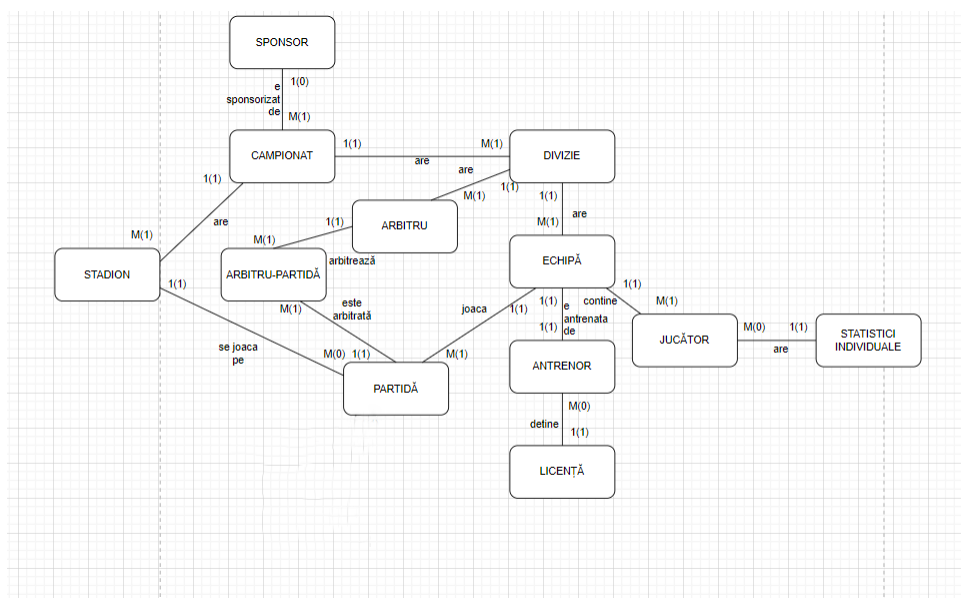 SPONSOR
1(0)
e
sponsorizat
de
M(1)
CAMPIONAT
1(1)
M(1)
are
DIVIZIE
are
1(1)
M(1)
1(1)
are
M(1)
1(1)
are
M(1)
ARBITRU
1(1)
M(1)
arbitrează
ARBITRU-PARTIDĂ
STADION
1(1)
ECHIPĂ
M(1)
este
arbitrată
joaca
1(1)
1(1)
e
antrenata
de
1(1)
contine
1(1)
M(1)
JUCĂTOR
M(0)
1(1)
are
STATISTICI
INDIVIDUALE
se joaca
pe
M(0)
1(1)
M(1)
PARTIDĂ
ANTRENOR
M(0)
detine
1(1)
LICENȚĂ